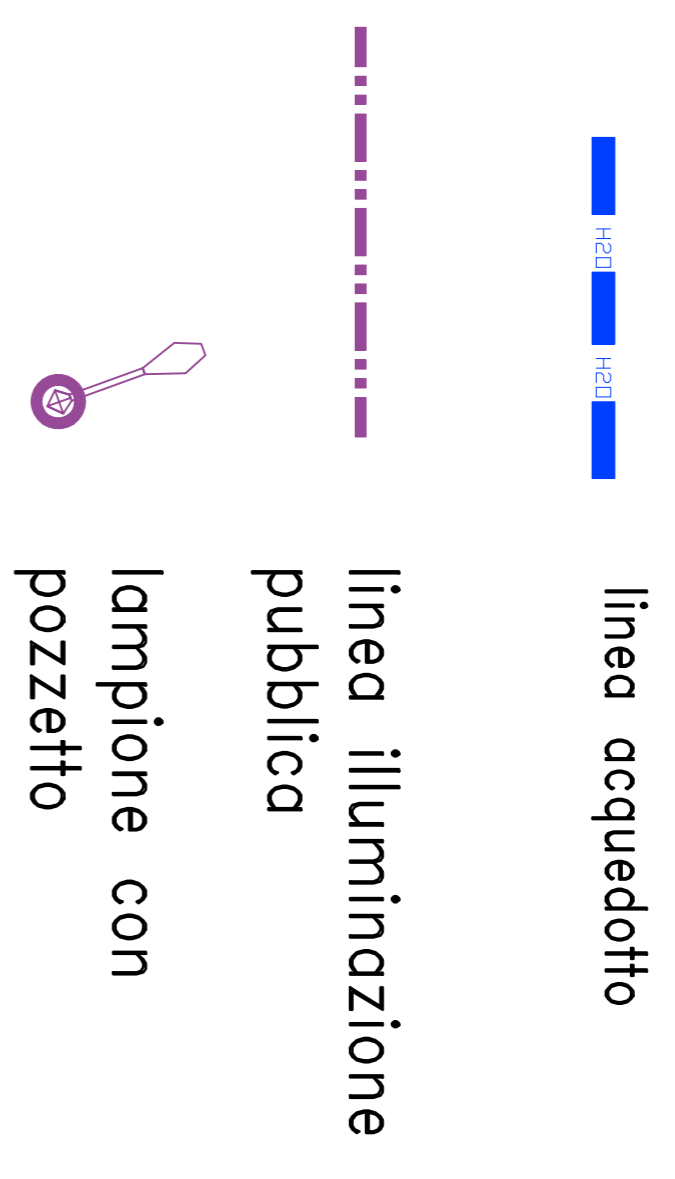 H2O H2O
linea acquedotto
linea illuminazione
pubblica
lampione con
pozzetto